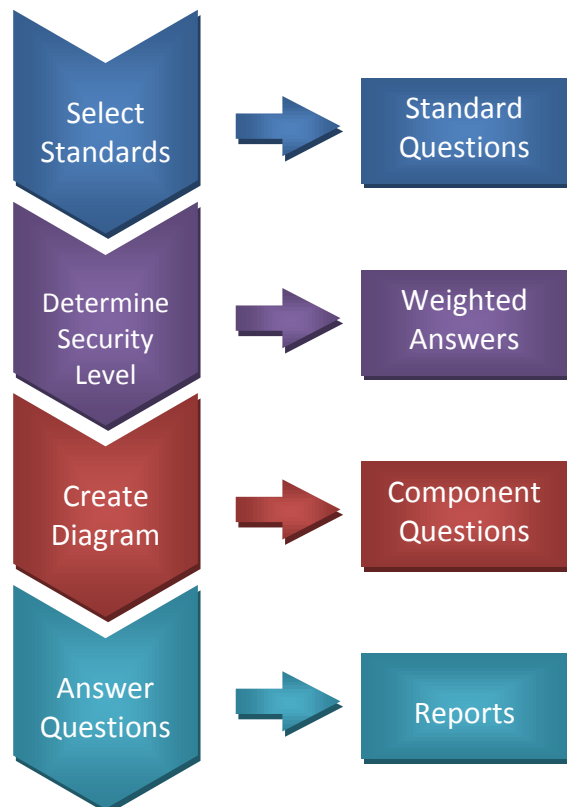 Select
Standards
Standard
Questions
Determine
Security
Level
Weighted
Answers
Create
Diagram
Component
Questions
Answer
Questions
Reports